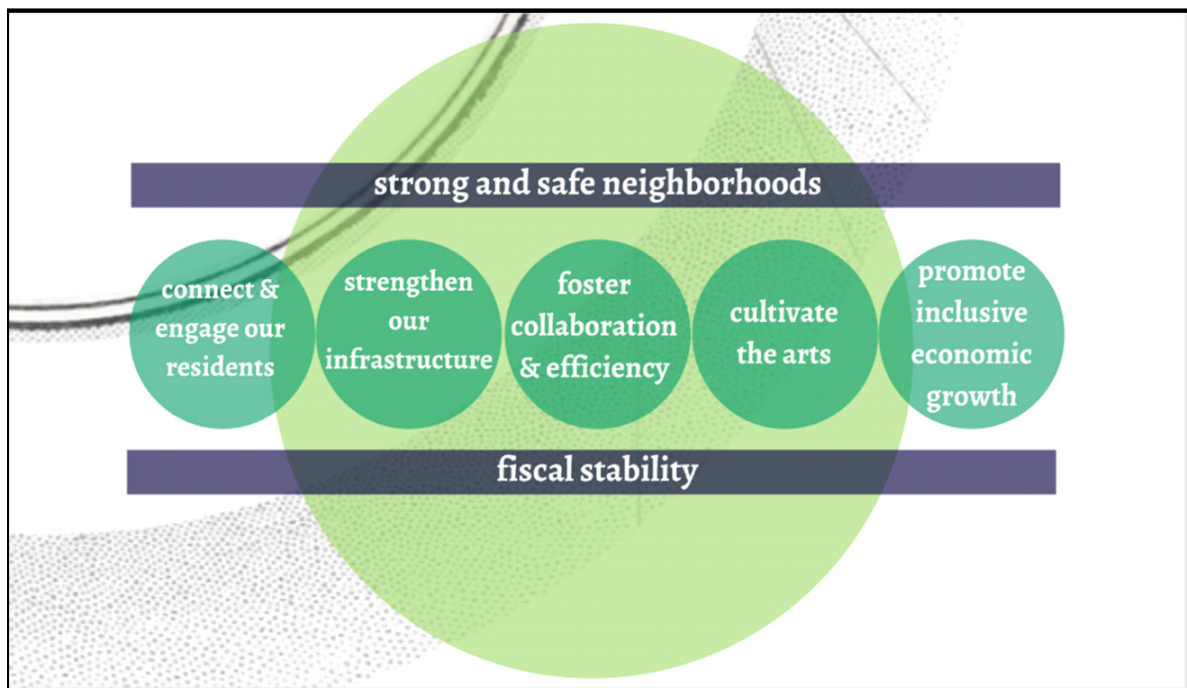 strong and safe neighborhoods
connect &
engage our
residents
strengthen
our
infrastructure
foster
collaboration
& efficiency
cultivate
the arts
promote
inclusive
economic
growth
fiscal stability